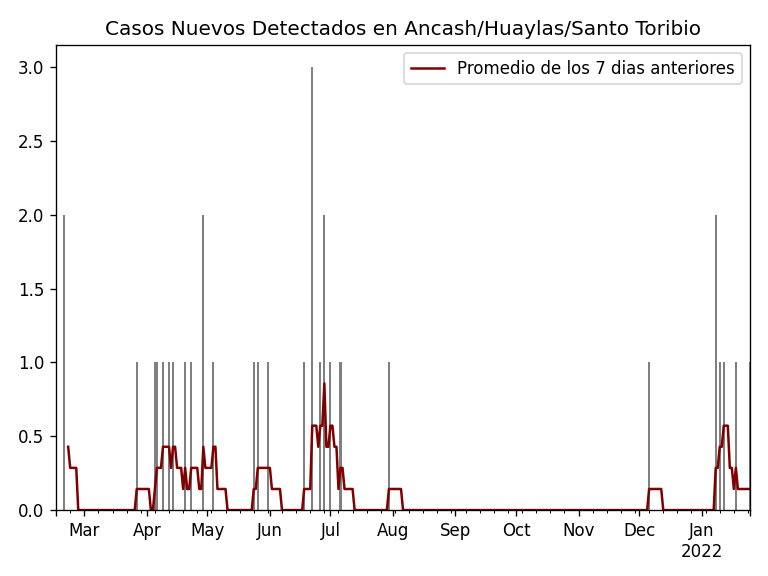 Casos Nuevos Detectados en Ancash/Huaylas/Santo Toribio
Promedio de los 7 dias anteriores
3.0
2.5
2.0
1.5
1.0
0.5
0.0
Mar Apr May Jun Jul Aug Sep Oct Nov Dec Jan
2022